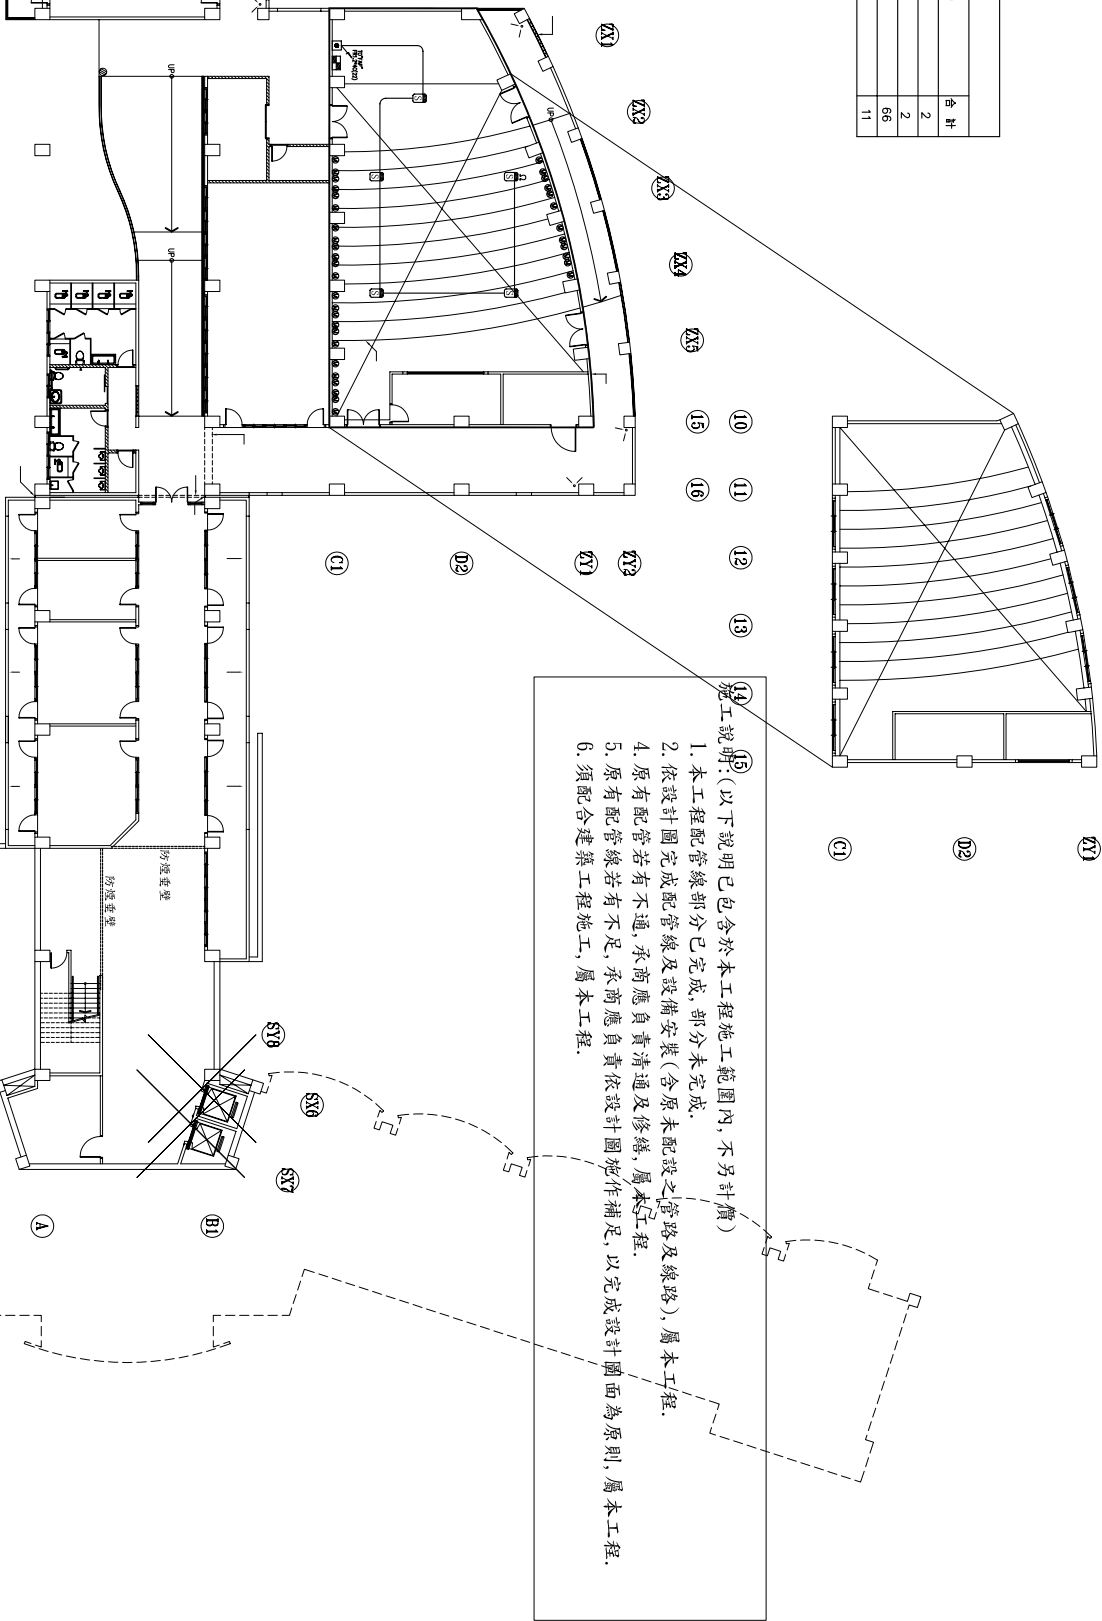 合 計
2
2
66
11
ZX1
ZX2
ZX3
ZX4
ZX5
10
11
12
13
14
15
15
16
C1
D2
ZY1
ZY2
C1
D2
ZY1
UP
UP
UP
施工說明:(以下說明已包含於本工程施工範圍內,不另計價)
1. 本工程配管線部分已完成,部分未完成.
2. 依設計圖完成配管線及設備安裝(含原未配設之管路及線路),屬本工程.
4. 原有配管若有不通,承商應負責清通及修繕,屬本工程.
5. 原有配管線若有不足,承商應負責依設計圖施作補足,以完成設計圖面為原則,屬本工程.
6. 須配合建築工程施工,屬本工程.
防煙垂壁
防煙垂壁
SY8
SX6
SX7
A
B1
S
S
S
S
S